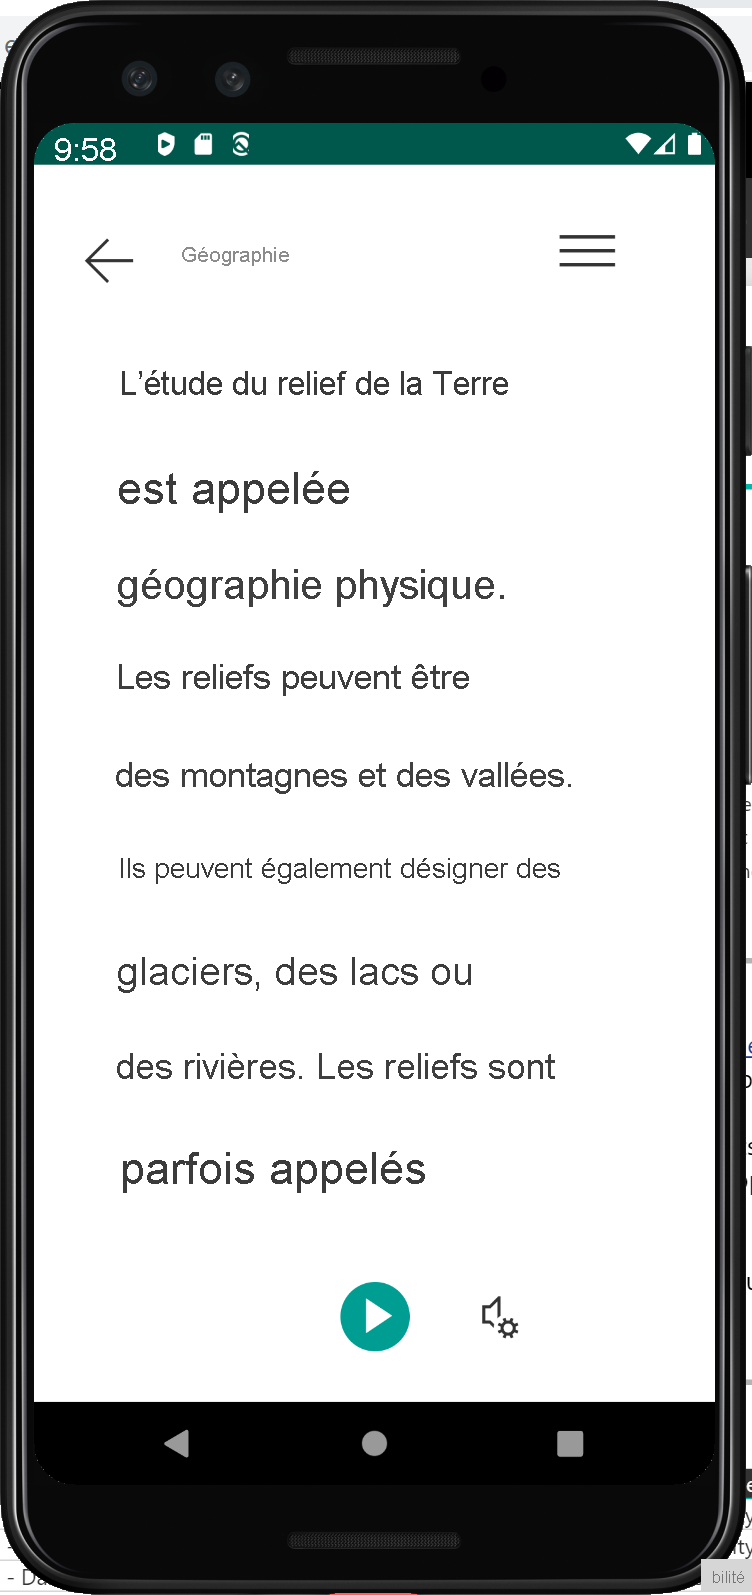 9:58
Géographie
L’étude du relief de la Terre
est appelée
géographie physique.
Les reliefs peuvent être
des montagnes et des vallées.
Ils peuvent également désigner des
glaciers, des lacs ou
des rivières. Les reliefs sont
parfois appelés
bilité